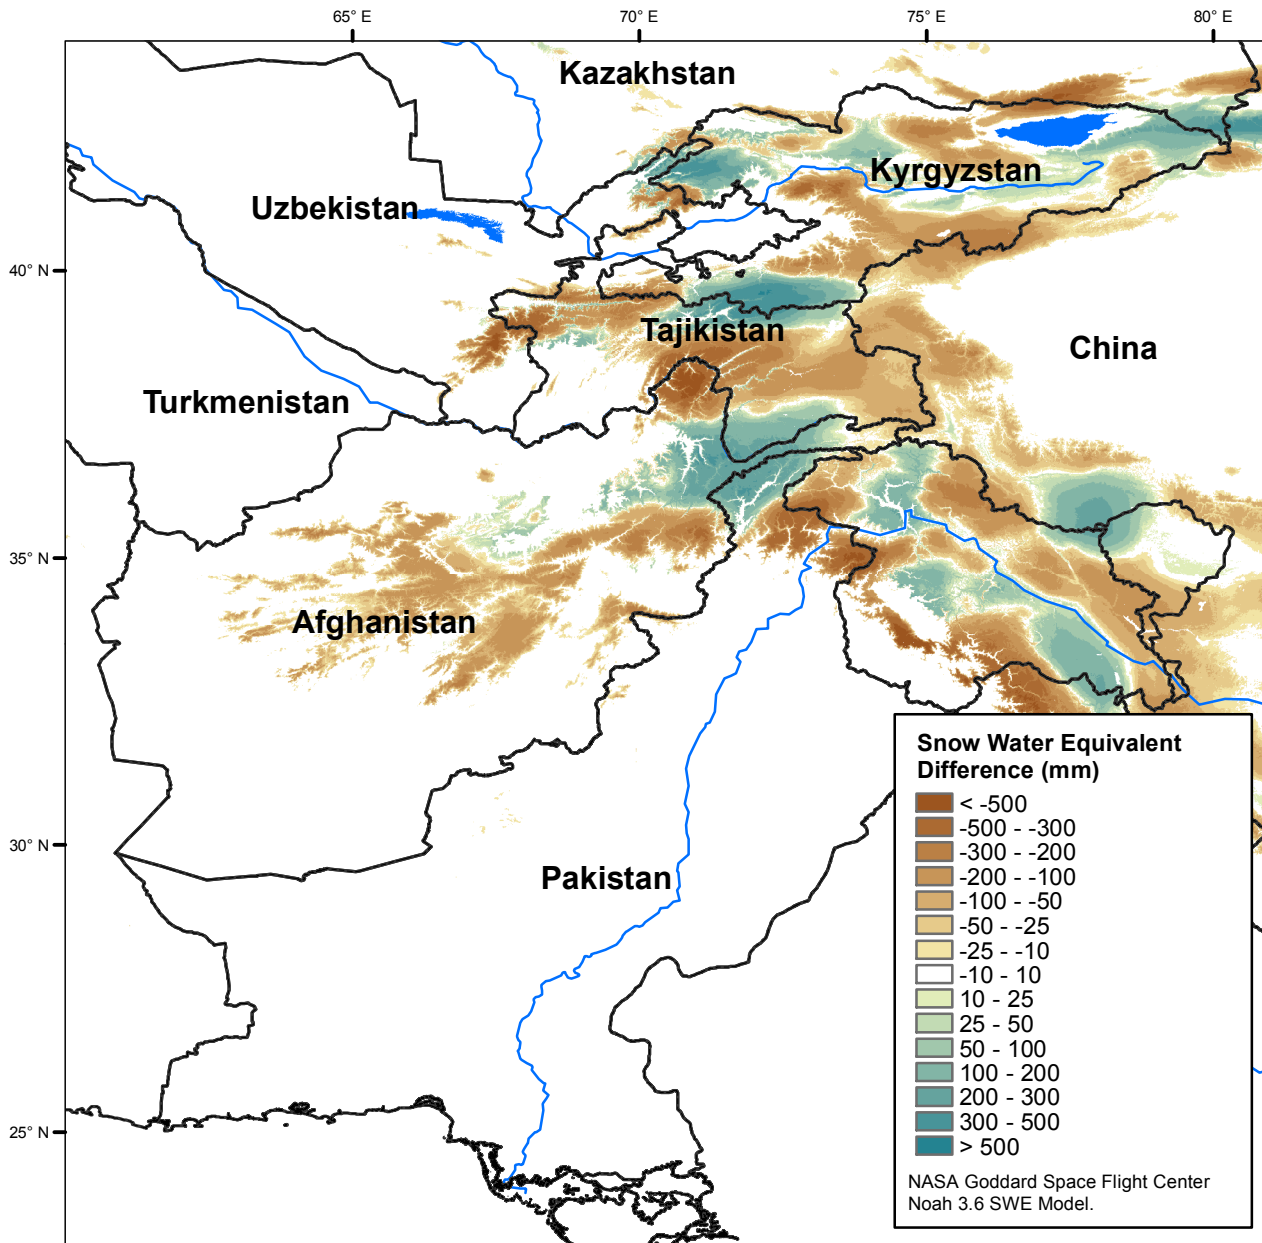 65° E
70° E
75° E
80° E
Kazakhstan
Kyrgyzstan
Uzbekistan
40° N
Tajikistan
China
Turkmenistan
35° N
Afghanistan
30° N
Pakistan
25° N
Snow Water Equivalent
Difference (mm)
< -500
-500 - -300
-300 - -200
-200 - -100
-100 - -50
-50 - -25
-25 - -10
-10 - 10
10 - 25
25 - 50
50 - 100
100 - 200
200 - 300
300 - 500
> 500
NASA Goddard Space Flight Center
Noah 3.6 SWE Model.